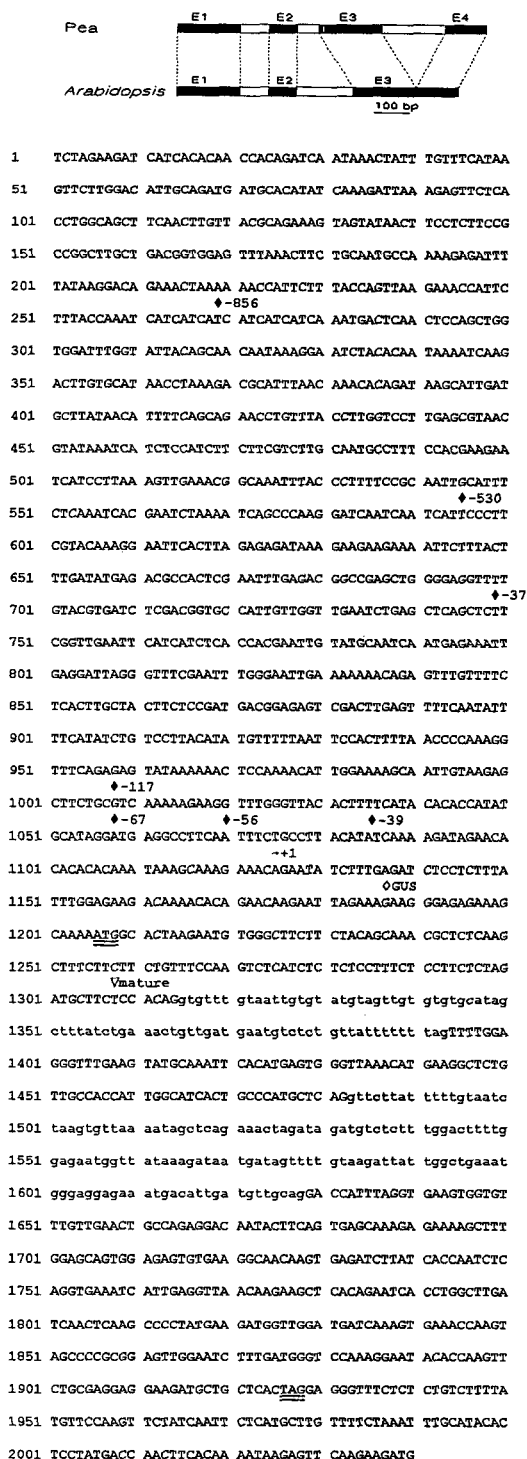 E1 E2 E3 E4
Pea
Arabidopsis
E1 E2 E3
100 bp
1 TCTAGAAGAT CATCACACAA CCACAGATCA ATAAACTATT TGTTTCATAA
51 GTTCTTGGAC ATTGCAGATG ATGCACATAT CAAAGATTAA AGAGTTCTCA
101 CCTGGCAGCT TCAACTTGTT ACGCAGAAAG TAGTATAACT TCCTCTTCCG
151 CCGGCTTGCT GACGGTGGAG TTTAAACTTC TGCAATGCCA AAAGAGATTT
201 TATAAGGACA GAAACTAAAA AACCATTCTT TACCAGTTAA GAAACCATTC
♦-856
251 TTTACCAAAT CATCATCATC ATCATCATCA AATGACTCAA CTCCAGCTGG
301 TGGATTTGGT ATTACAGCAA CAATAAAGGA ATCTACACAA TAAAATCAAG
351 ACTTGTGCAT AACCTAAAGA CGCATTTAAC CAAACACAGAT AAGCATTGAT
401 GCTTATAACA TTTTCAGCAG AACCTGTTTA CCTTGGTCCT TGAGCGTAAC
451 GTATAAATCA TCTCCATCTT CTTCGTCTTG CAATGCCTTT CCACGAAGAA
501 TCATCCTTAA AGTTGAAACG GCAAATTTAC CCTTTTCCGC AATTGCATTT
♦-530
551 CTCAAATCAC GAATCTAAAA TCAGCCCAAG GATCAATCAA TCATTCCCTT
601 CGTACAAAGG AATTCACTTA GAGAGATAAA GAAGAAGAAA ATTCTTTACT
651 TTGATATGAG ACGCCACTCG AATTTGAGAC GGCCGAGCTG GGGAGGTTTT
♦-37
701 GTACGTGATC TCGACGGTGC CATTGTTGGT TGAATCTGAG CTCAGCTCTT
751 CGGTTGAATT CATCATCTCA CCACGAATTG TATGCAATCA ATGAGAAATT
801 GAGGATTAGG GTTTCGAATT TGGGAATTGA AAAAAACAGA GTTTGTTTTC
851 TCACTTGCTA CTTCTCCGAT GACGGAGAGT CGACTTGAGT TTTCAATATT
901 TTCATATCTG TCCTTACATA TGTTTTTAAT TCCACTTTTA ACCCCAAAGG
951 TTTCAGAGAG TATAAAAAAC TCCAAAACAT TGGAAAAGCA ATTGTAAGAG
♦-117
1001 CTTCTGCGTC AAAAAGAAGG TTTGGGTTAC ACTTTTCATA CACACCATAT
♦-67 ♦-56 ♦-39
1051 GCATAGGATG AGGCCTTCAA TTTCTGCCTT ACATATCAAA AGATAGAACA
→+1
1101 CACACACAAA TAAAGCAAAG AAACAGAATA TCTTTGAGAT CTCCTCTTTA
◊GUS
1151 TTTGGAGAAG ACAAAACACA GAACAAGAAT TAGAAAGAAG GGAGAGAAAG
1201 CAAAAATGGC ACTAAGAATG TGGGCTTCTT CTACAGCAAA CGCTCTCAAG
1251 CTTTCTTCTT CTGTTTCCAA GTCTCATCTC TCTCCTTTCT CCTTCTCTAG
∇mature
1301 ATGCTTCTCC ACAGgtgttt gtaattgtgt atgtagttgt gtgtgcatag
1351 ctttatctga aactgttgat gaatgtctct gttatttttt tagTTTTGGA
1401 GGGTTTGAAG TATGCAAATT CACATGAGTG GGTTAAACAT GAAGGCTCTG
1451 TTGCCACCAT TGGCATCACT GCCCATGCTC AGgttcttat ttttgtaatc
1501 taagtgttaa aatagctcag aaactagata gatgtctctt tggacttttg
1551 gagaatggtt ataaagataa tgatagtttt gtaagattat tggctgaaat
1601 gggaggagaa atgacattga tgttgcagGA CCATTTAGGT GAAGTGGTGT
1651 TTGTTGAACT GCCAGAGGAC AATACTTCAG TGAGCAAAGA GAAAAGCTTT
1701 GGAGCAGTGG AGAGTGTGAA GGCAACAAGT GAGATCTTAT CACCAATCTC
1751 AGGTGAAATC ATTGAGGTTA ACAAGAAGCT CACAGAATCA CCTGGCTTGA
1801 TCAACTCAAG CCCCTATGAA GATGGTTGGA TGATCAAAGT GAAACCAAGT
1851 AGCCCCGCGG AGTTGGAATC TTTGATGGGT CCAAAGGAAT ACACCAAGTT
1901 CTGCGAGGAG GAAGATGCTG CTCACTAGGA GGGTTTCTCT CTGTCTTTTA
1951 TGTTCCAAGT TCTATCAATT CTCATGCTTG TTTTCTAAAT TTGCATACAC
2001 TCCTATGACC AACTTCACAA AATAAGAGTT CAAGAAGATG